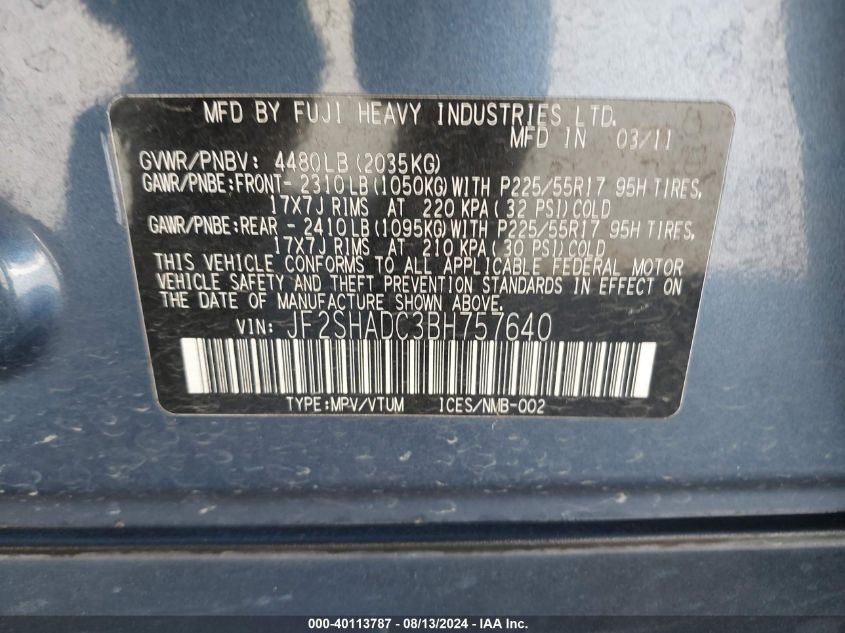 MFD BY FUJI HEAVY INDUSTRIES LTD.
MFD IN 03/11
GVWR/PNBV: 4480LB(2035KG)
GAWR/PNBE:FRONT- 2310LB(1050KG)WITH P225/55R17 95H TIRES,
17X7J RIMS AT 220 KPA(32 PSI)COLD
GAWR/PNBE:REAR - 2410LB(1095KG)WITH P225/55R17 95H TIRES,
17X7J RIMS AT 210 KPA(30 PSI)COLD
THIS VEHICLE CONFORMS TO ALL APPLICABLE FEDERAL MOTOR
VEHICLE SAFETY AND THEFT PREVENTION STANDARDS IN EFFECT ON
THE DATE OF MANUFACTURE SHOWN ABOVE.
VIN: JF2SHADC3BH757640
TYPE:MPV/VTUM ICES/NMB-002
000-40113787 - 08/13/2024 - IAA Inc.